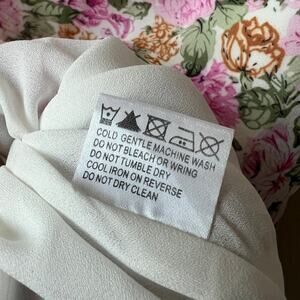 COLD GENTLE MACHINE WASH
DO NOT BLEACH OR WRING
DO NOT TUMBLE DRY
COOL IRON ON REVERSE
DO NOT DRY CLEAN